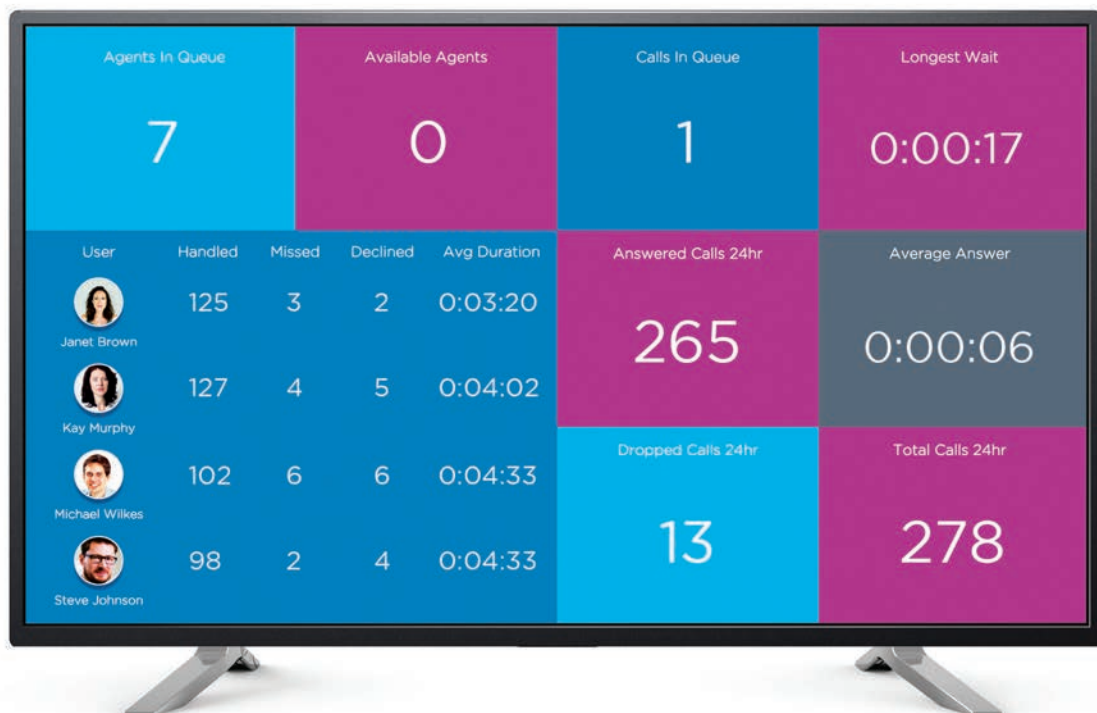 Agents In Queue
7
Available Agents
0
Calls In Queue
1
Longest Wait
0:00:17
User Handled Missed Declined Avg Duration
125 3 2 0:03:20
Janet Brown
127 4 5 0:04:02
Kay Murphy
102 6 6 0:04:33
Michael Wilkes
98 2 4 0:04:33
Steve Johnson
Answered Calls 24hr
265
Average Answer
0:00:06
Dropped Calls 24hr
13
Total Calls 24hr
278